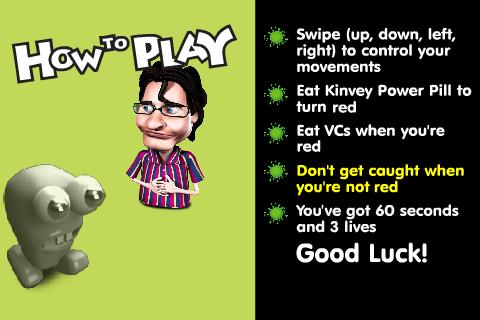 HOW TO PLAY
Swipe (up, down, left,
right) to control your
movements
Eat Kinvey Power Pill to
turn red
Eat VCs when you're
red
Don't get caught when
you're not red
You've got 60 seconds
and 3 lives
Good Luck!